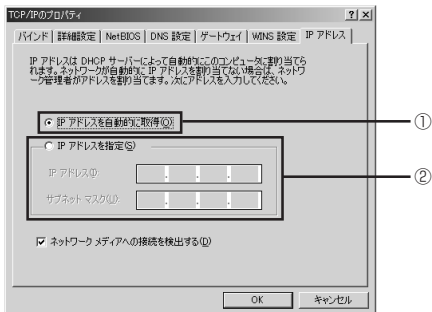 TCP/IPのプロパティ
バインド 詳細設定 NetBIOS DNS 設定 ゲートウェイ WINS 設定 IP アドレス
IP アドレスは DHCP サーバーによって自動的にこのコンピュータに割り当てら
れます。ネットワークが自動的に IP アドレスを割り当てない場合は、ネットワ
ーク管理者がアドレスを割り当てます。次にアドレスを入力してください。
IP アドレスを自動的に取得(O)
①
IP アドレスを指定(S)
IP アドレス(I):
②
サブネット マスク(U):
ネットワーク メディアへの接続を検出する(D)
OK キャンセル